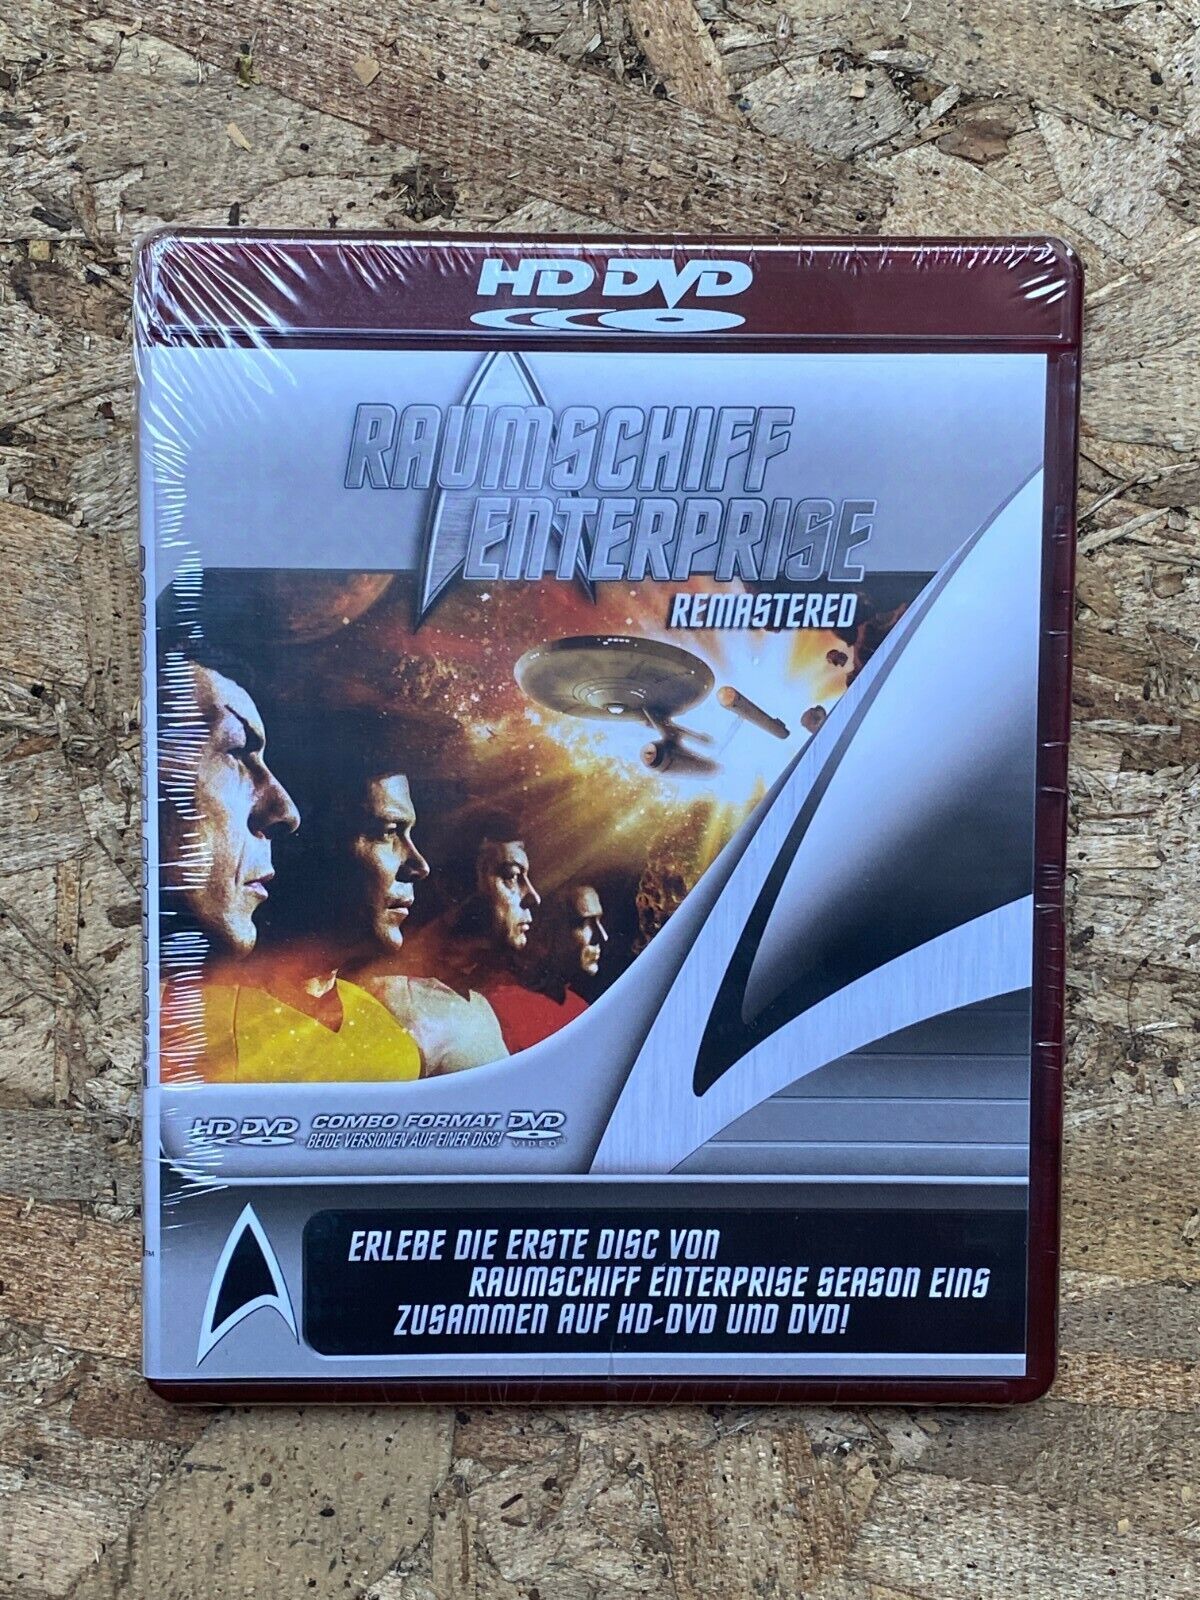 HD DVD
RAUMSCHIFF
ENTERPRISE
REMASTERED
HD DVD COMBO FORMAT DVD
BEIDE VERSIONEN AUF EINER DISC! VIDEO
ERLEBE DIE ERSTE DISC VON
RAUMSCHIFF ENTERPRISE SEASON EINS
ZUSAMMEN AUF HD-DVD UND DVD!
TM